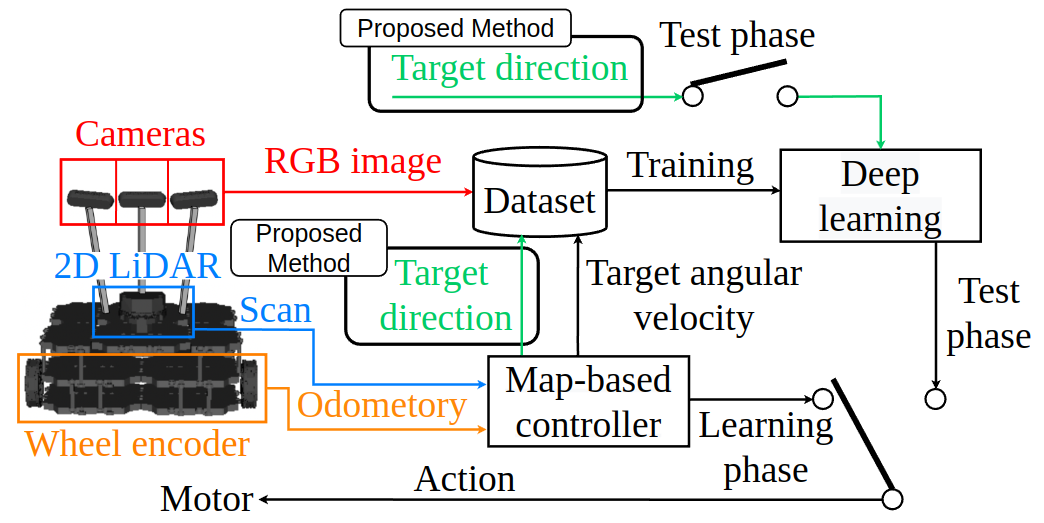 Proposed Method
Target direction
Test phase
Cameras
RGB image
Dataset
Training
Deep
learning
Proposed
Method
2D LiDAR
Target
direction
Target angular
velocity
Test
phase
Scan
Map-based
controller
Odometory
Learning
phase
Wheel encoder
Action
Motor